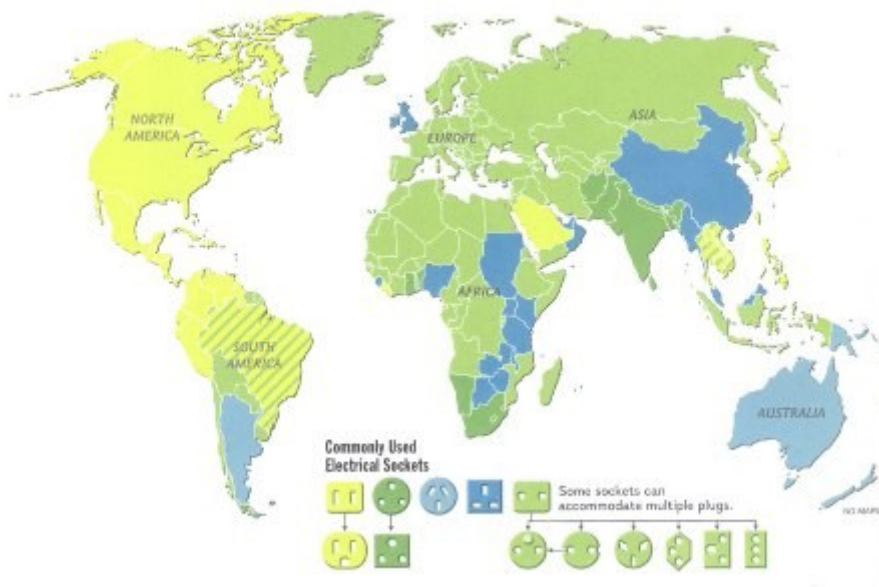 NORTH
AMERICA
EUROPE
ASIA
AFRICA
SOUTH
AMERICA
AUSTRALIA
Commonly Used
Electrical Sockets
Some sockets can
accommodate multiple plugs.